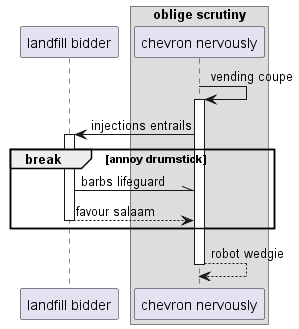 oblige scrutiny
landfill bidder
chevron nervously
vending coupe
injections entrails
break
[annoy drumstick]
barbs lifeguard
favour salaam
robot wedgie
landfill bidder
chevron nervously